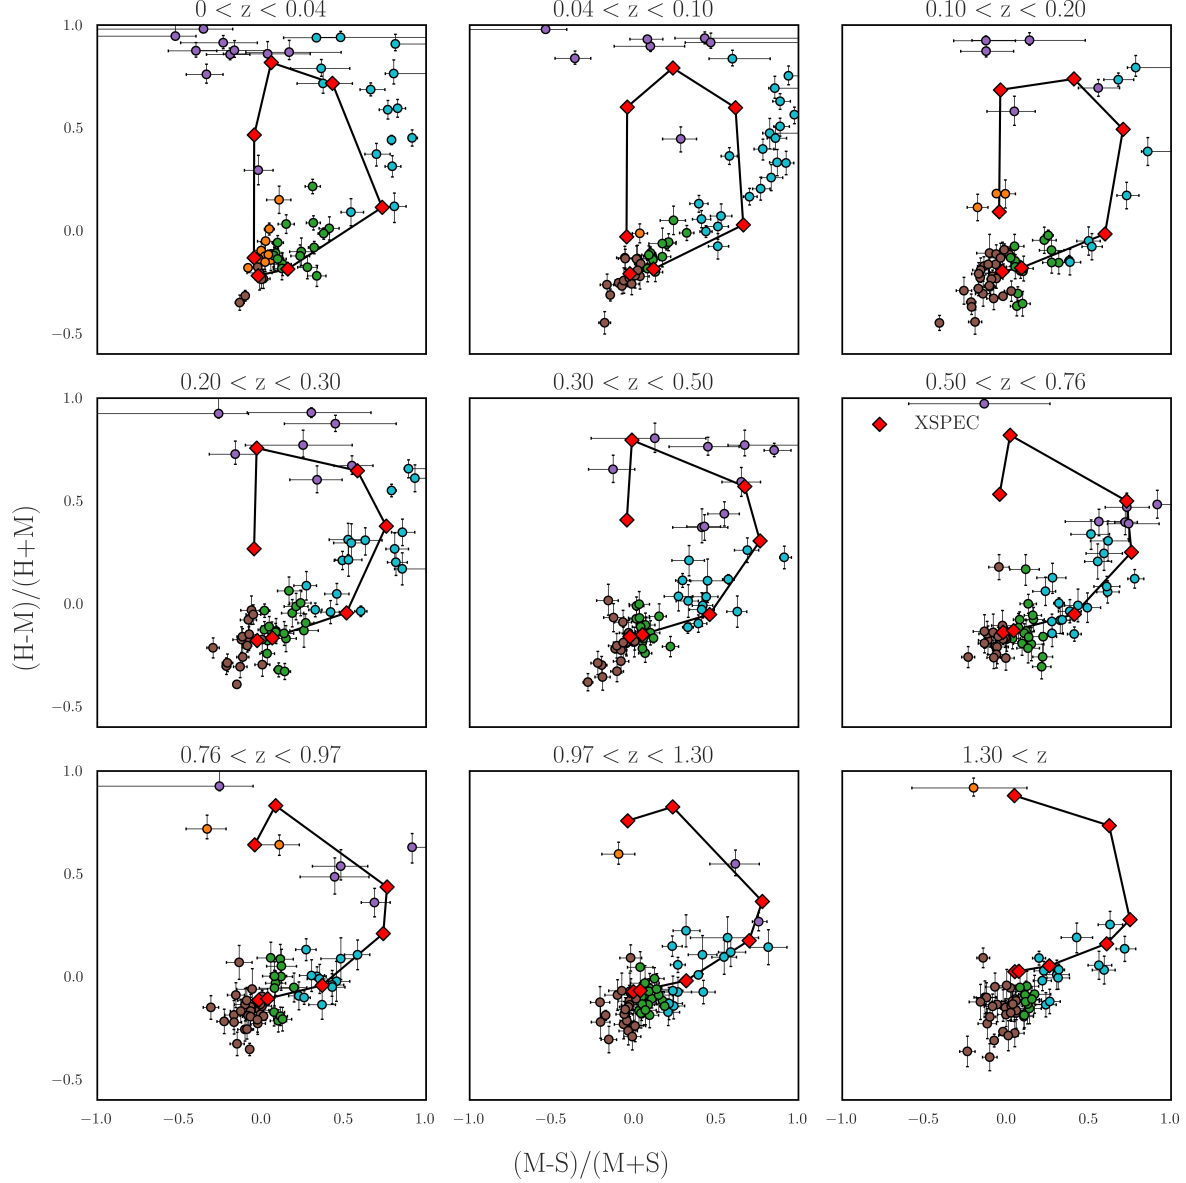 0 < z < 0.04
0.04 < z < 0.10
0.10 < z < 0.20
1.0
0.5
0.0
−0.5
0.20 < z < 0.30
0.30 < z < 0.50
0.50 < z < 0.76
1.0
XSPEC
0.5
0.0
−0.5
(H-M)/(H+M)
0.76 < z < 0.97
0.97 < z < 1.30
1.30 < z
1.0
0.5
0.0
−0.5
−1.0 −0.5 0.0 0.5 1.0
−1.0 −0.5 0.0 0.5 1.0
−1.0 −0.5 0.0 0.5 1.0
(M-S)/(M+S)